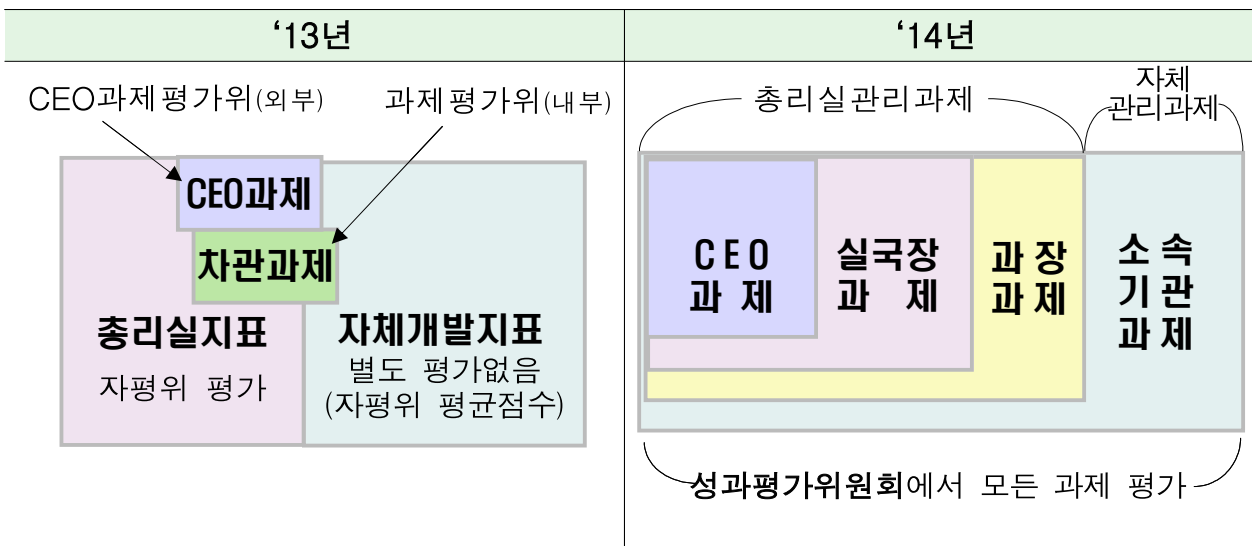 ‘13년
CEO과제평가위(외부)
과제평가위(내부)
CEO과제
차관과제
총리실지표
자평위 평가
자체개발지표
별도 평가없음
(자평위 평균점수)
‘14년
총리실관리과제
자체
관리과제
CEO
과 제
실국장
과 제
과 장
과 제
소 속
기 관
과 제
성과평가위원회에서 모든 과제 평가